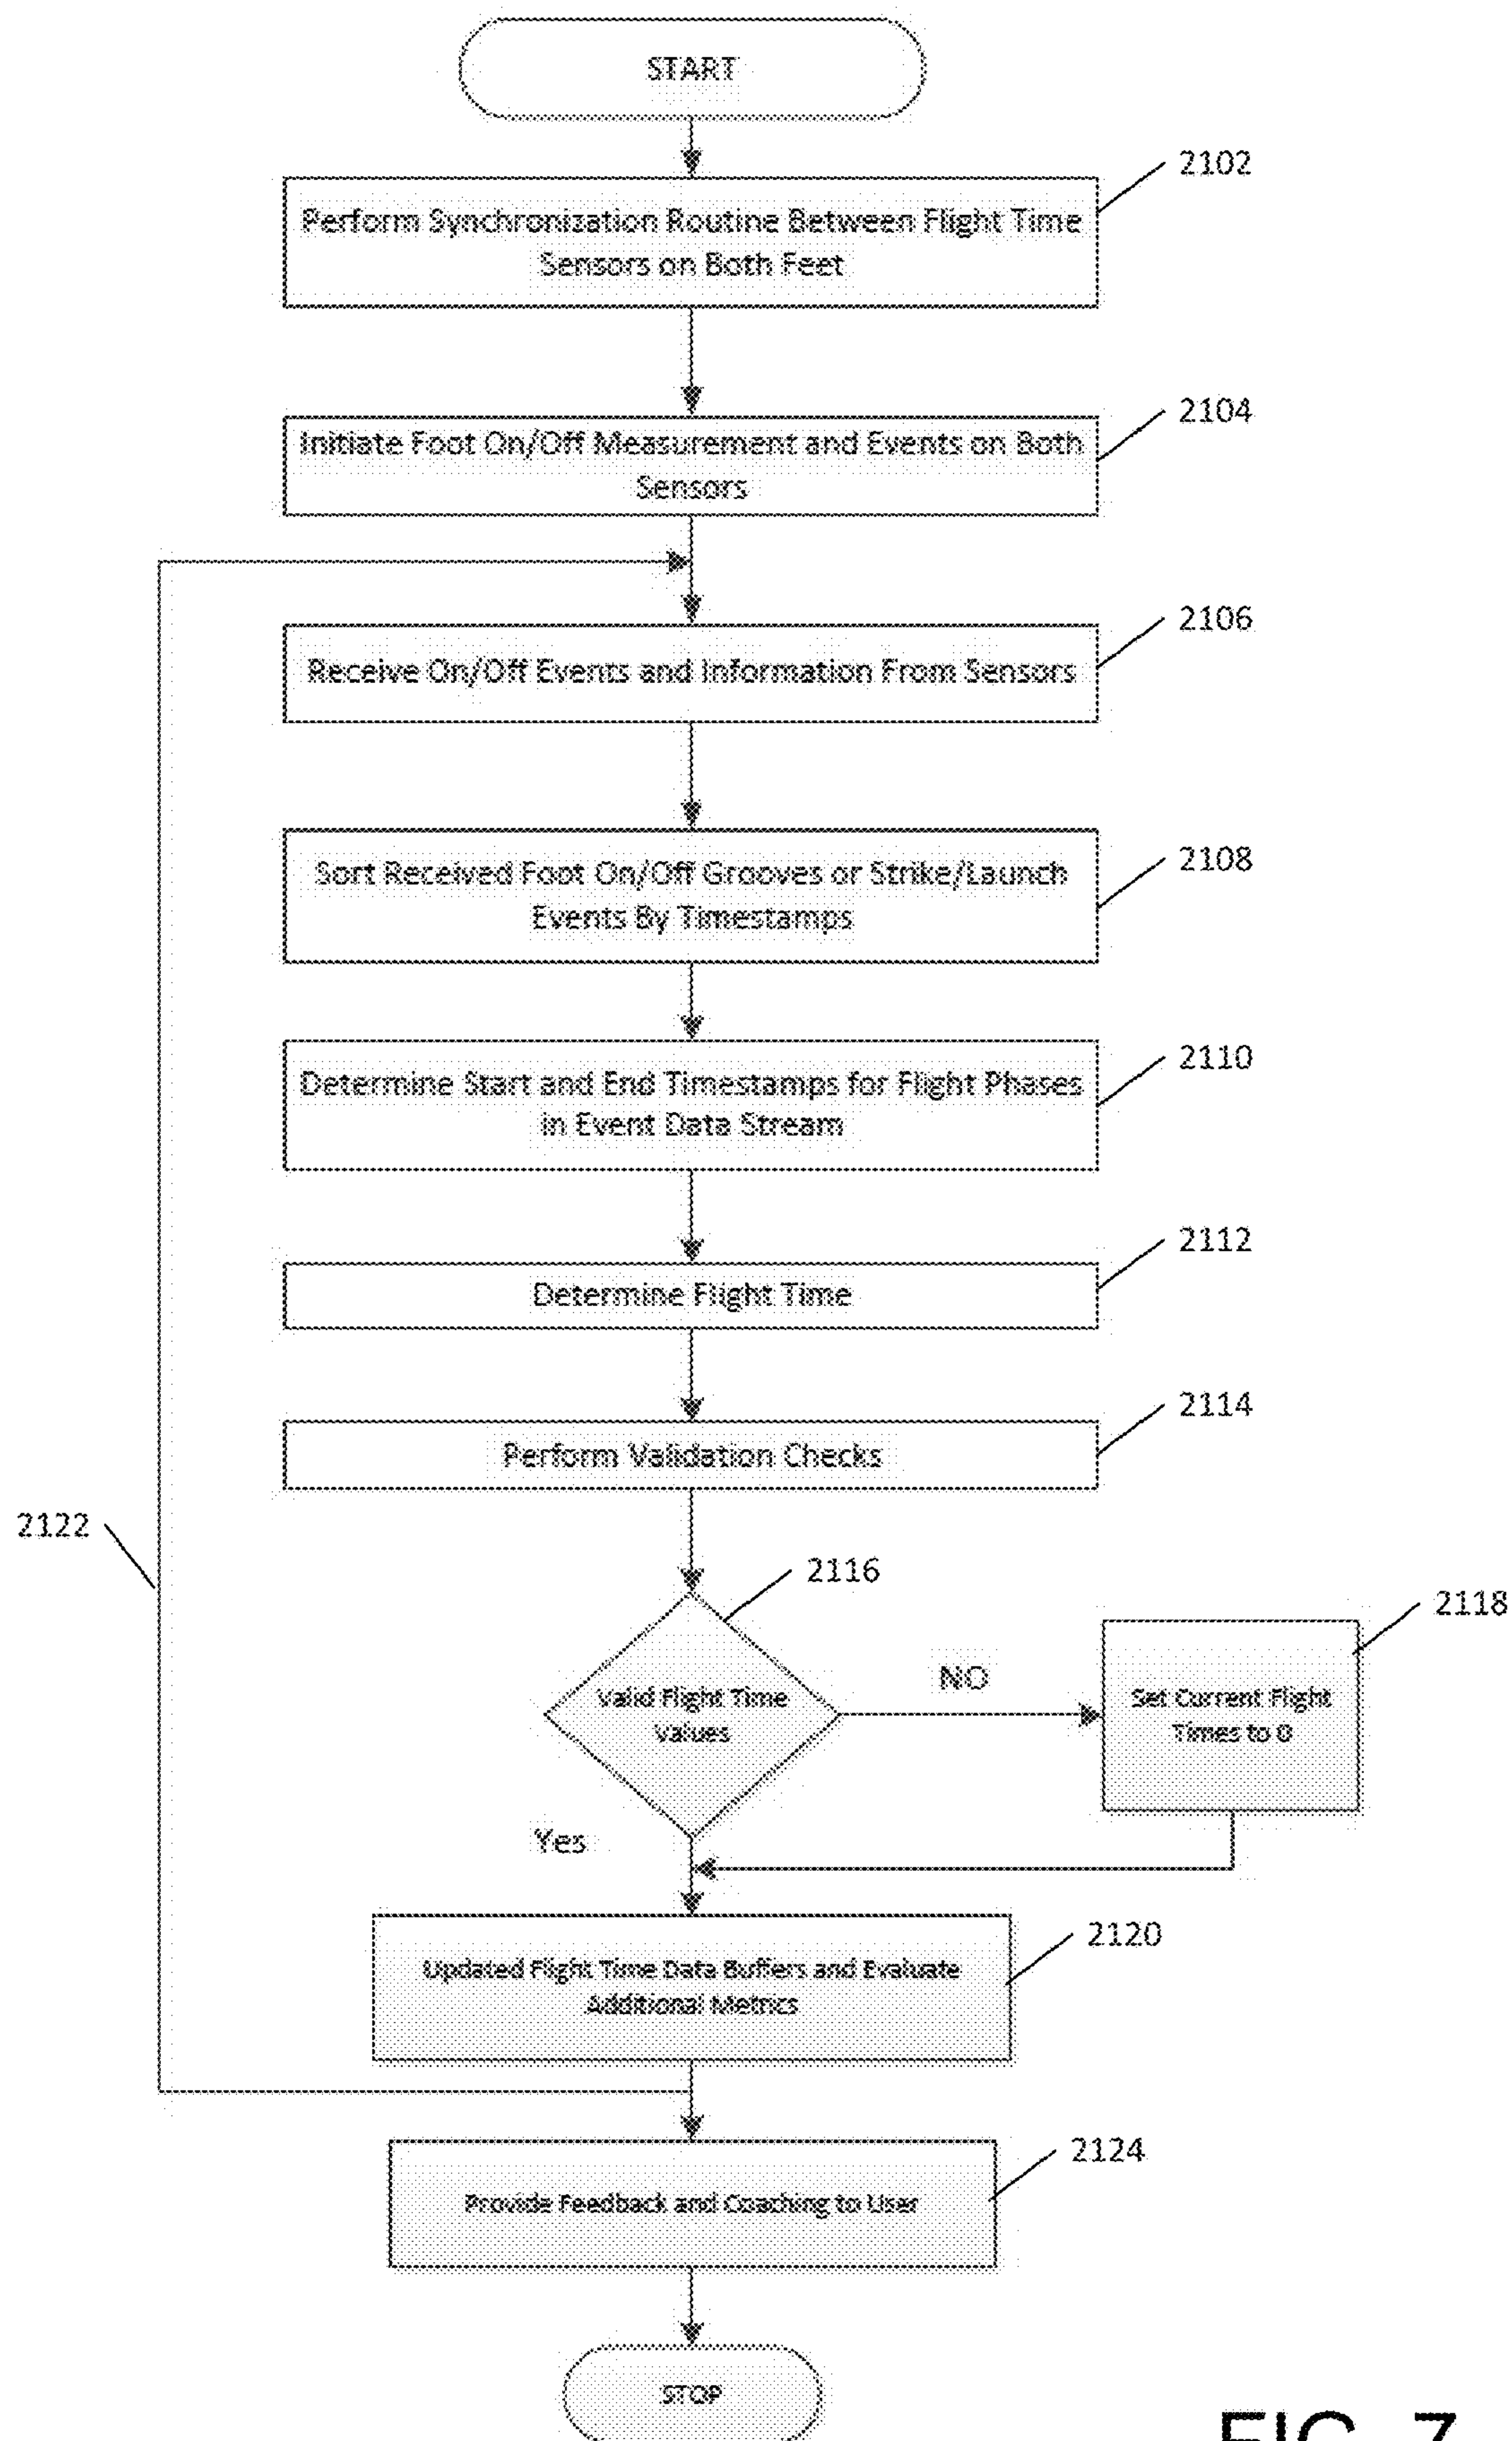 START
2102
Perform Synchronization Routine Between Flight Time
Sensors on Both Feet
2104
Initiate Foot On/Off Measurement and Events on Both
Sensors
2106
Receive On/Off Events and Information From Sensors
2108
Sort Received Foot On/Off Grooves or Strike/Launch
Events By Timestamps
2110
Determine Start and End Timestamps for Flight Phases
in Event Data Stream
2112
Determine Flight Time
2114
Perform Validation Checks
2122
2116
2118
Valid Flight Time
Values
NO
Set Current Flight
Times to 0
Yes
2120
Updated Flight Time Data Buffers and Evaluate
Additional Metrics
2124
Provide Feedback and Coaching to User
STOP
FIG. 7